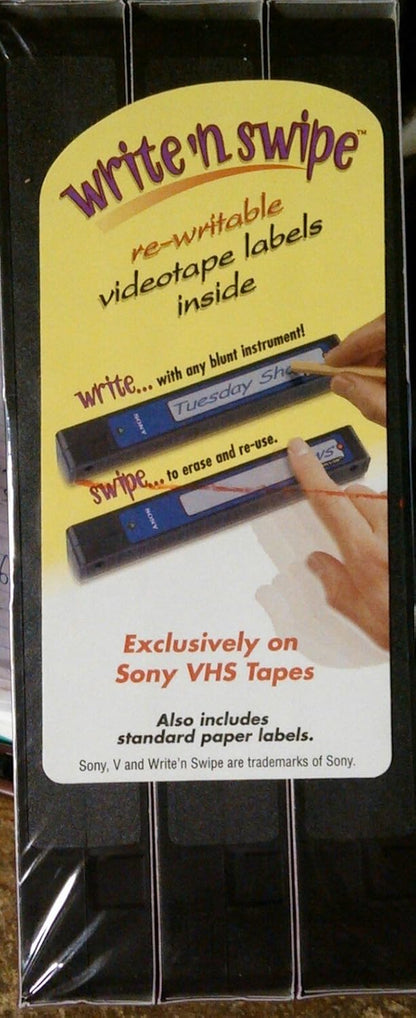 write 'n swipe™
re-writable
videotape labels
inside
write... with any blunt instrument!
Tuesday Sho
SONY
swipe... to erase and re-use.
ws
SONY
Exclusively on
Sony VHS Tapes
Also includes
standard paper labels.
Sony, V and Write'n Swipe are trademarks of Sony.